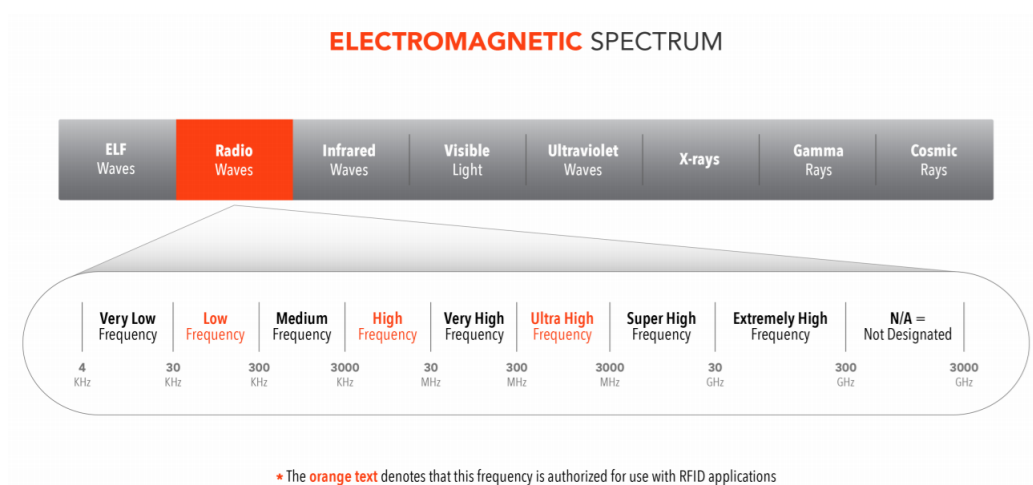 ELECTROMAGNETIC SPECTRUM
ELF
Waves
Radio
Waves
Infrared
Waves
Visible
Light
Ultraviolet
Waves
X-rays
Gamma
Rays
Cosmic
Rays
Very Low
Frequency
Low
Frequency
Medium
Frequency
High
Frequency
Very High
Frequency
Ultra High
Frequency
Super High
Frequency
Extremely High
Frequency
N/A =
Not Designated
4
KHz
30
KHz
300
KHz
3000
KHz
30
MHz
300
MHz
3000
MHz
30
GHz
300
GHz
3000
GHz
* The orange text denotes that this frequency is authorized for use with RFID applications